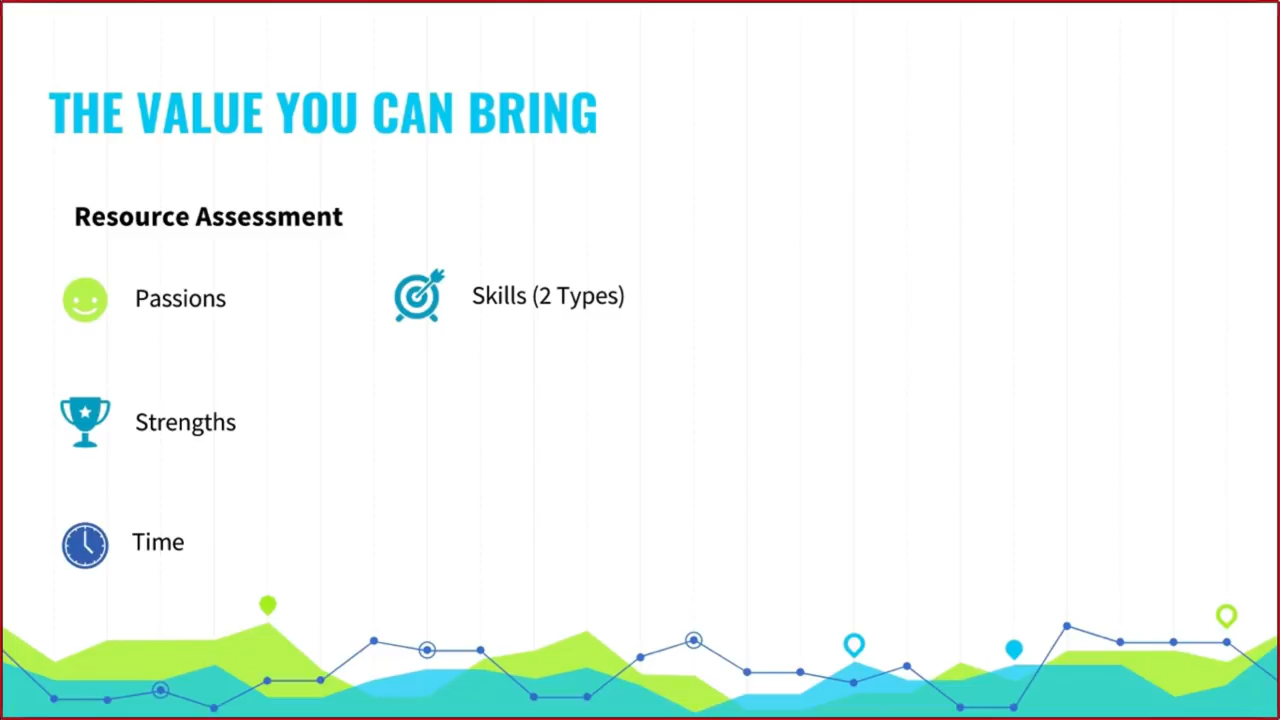 THE VALUE YOU CAN BRING
Resource Assessment
Passions
Skills (2 Types)
Strengths
Time